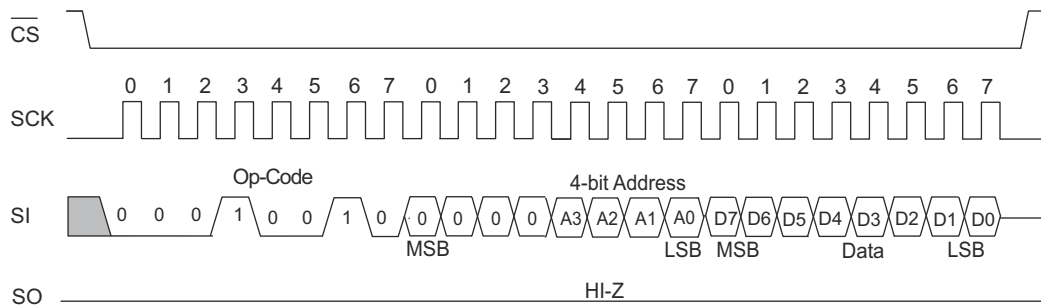 CS
0 1 2 3 4 5 6 7 0 1 2 3 4 5 6 7 0 1 2 3 4 5 6 7
SCK
Op-Code 4-bit Address
SI 0 0 0 1 0 0 1 0 0 0 0 0 A3 A2 A1 A0 D7 D6 D5 D4 D3 D2 D1 D0
MSB LSB MSB Data LSB
SO HI-Z